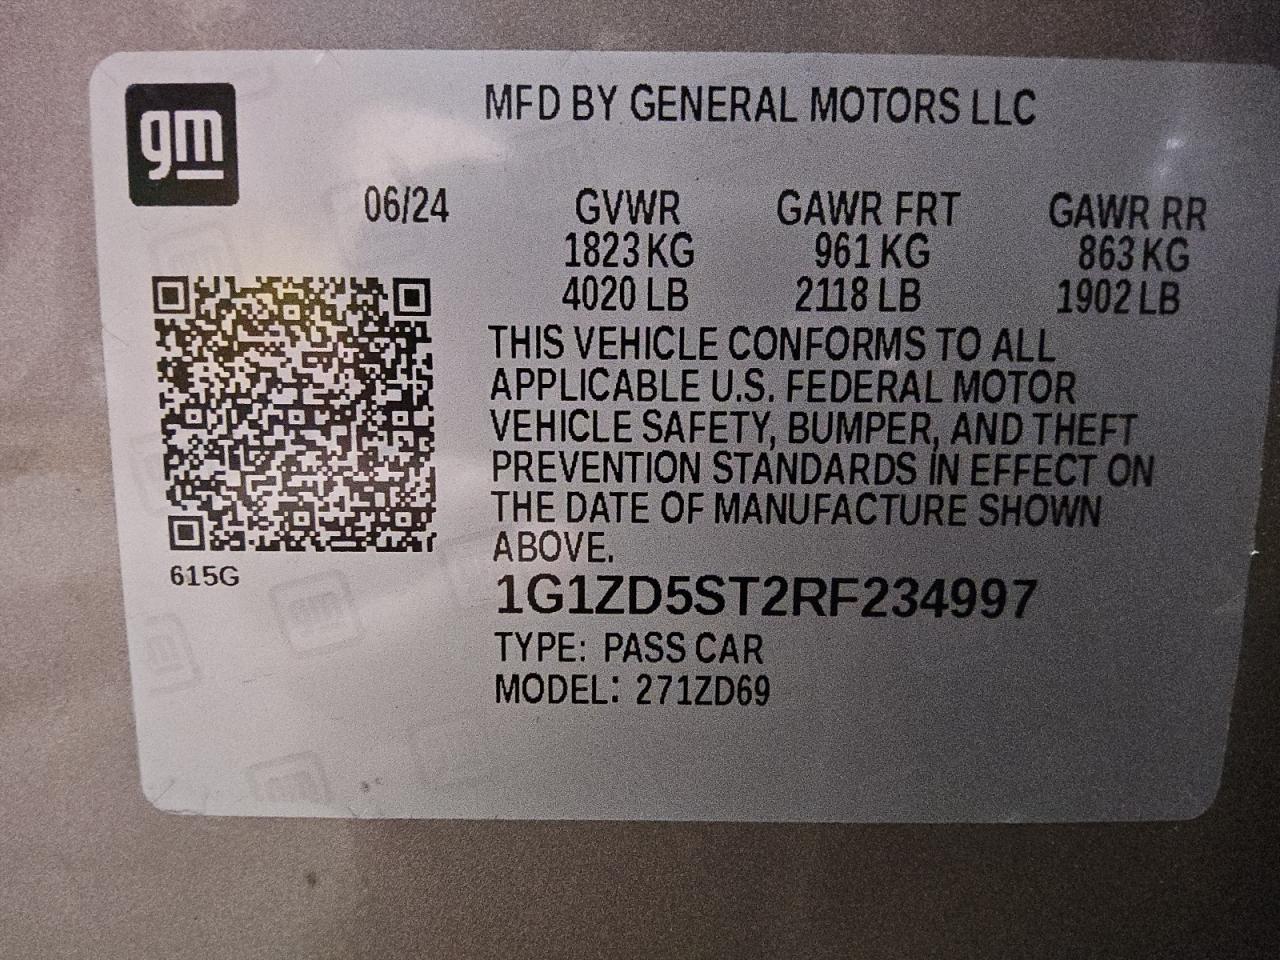 gm
MFD BY GENERAL MOTORS LLC
06/24 GVWR GAWR FRT GAWR RR
1823 KG 961 KG 863 KG
4020 LB 2118 LB 1902 LB
THIS VEHICLE CONFORMS TO ALL
APPLICABLE U.S. FEDERAL MOTOR
VEHICLE SAFETY, BUMPER, AND THEFT
PREVENTION STANDARDS IN EFFECT ON
THE DATE OF MANUFACTURE SHOWN
ABOVE.
615G
1G1ZD5ST2RF234997
TYPE: PASS CAR
MODEL: 271ZD69